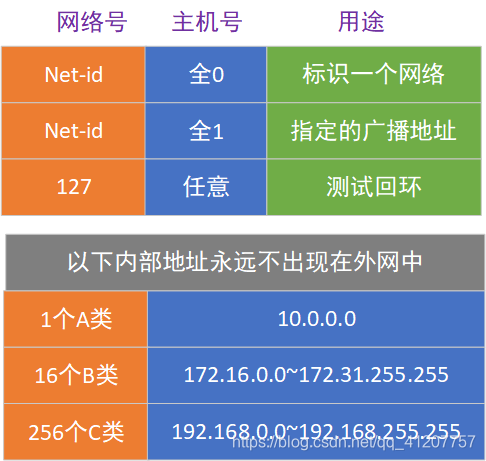 网络号 主机号 用途
Net-id 全0 标识一个网络
Net-id 全1 指定的广播地址
127 任意 测试回环
以下内部地址永远不出现在外网中
1个A类 10.0.0.0
16个B类 172.16.0.0~172.31.255.255
256个C类 192.168.0.0~192.168.255.255
https://blog.csdn.net/qq_41207757